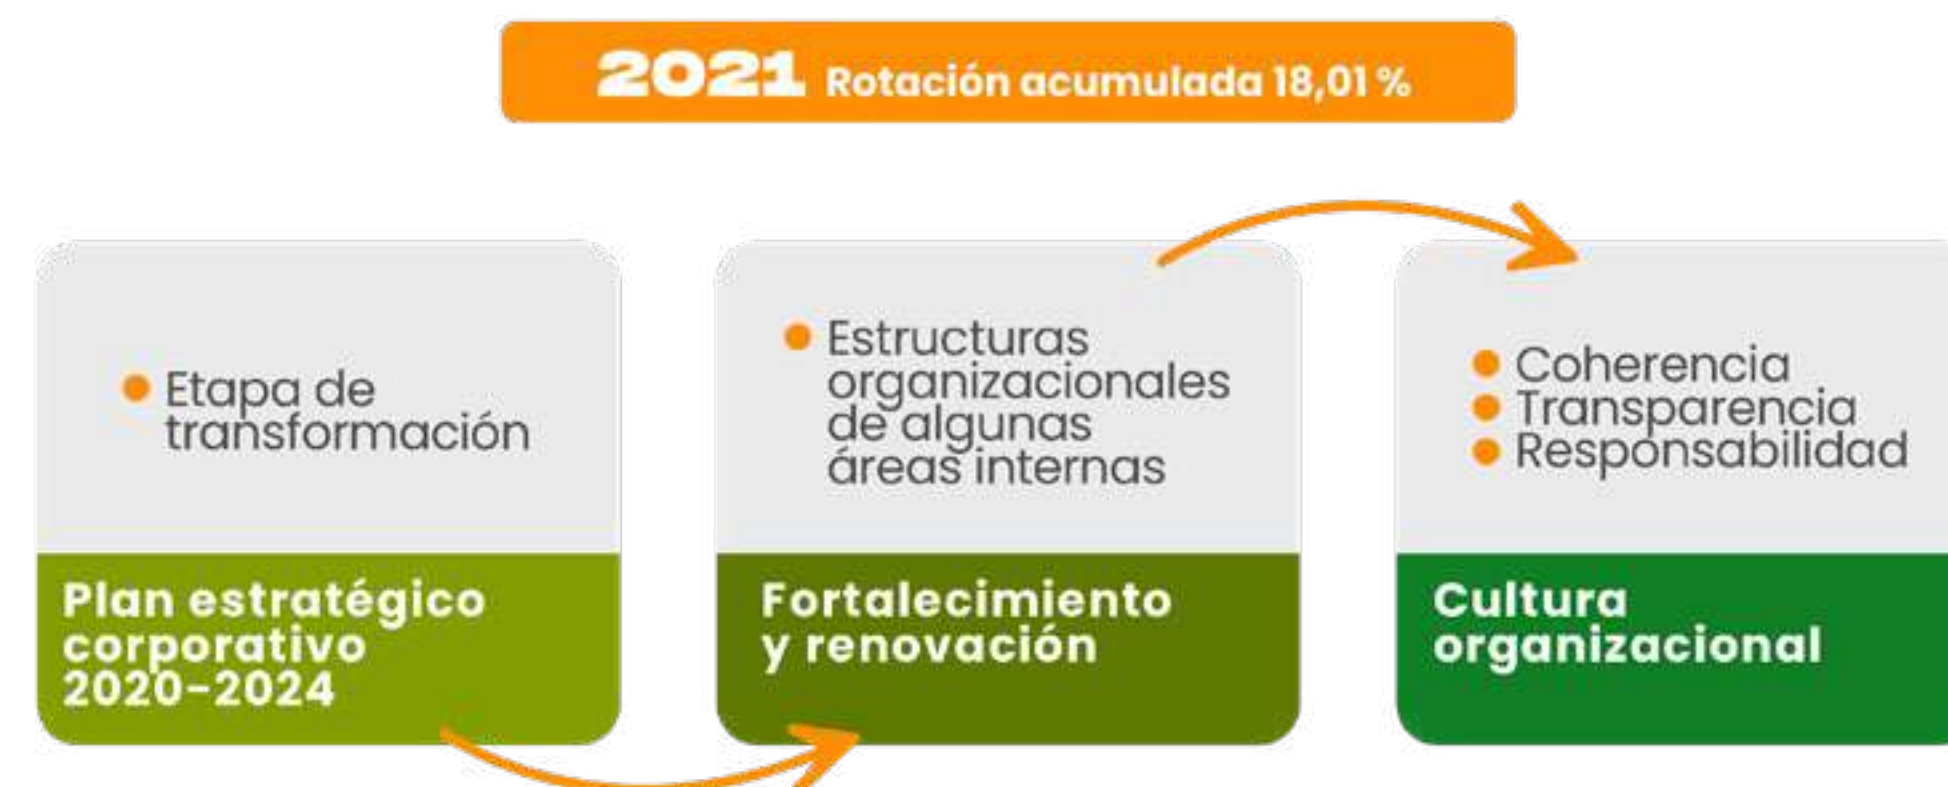 2021 Rotación acumulada 18,01 %
Etapa de
transformación
Plan estratégico
corporativo
2020-2024
Estructuras
organizacionales
de algunas
áreas internas
Fortalecimiento
y renovación
Coherencia
Transparencia
Responsabilidad
Cultura
organizacional